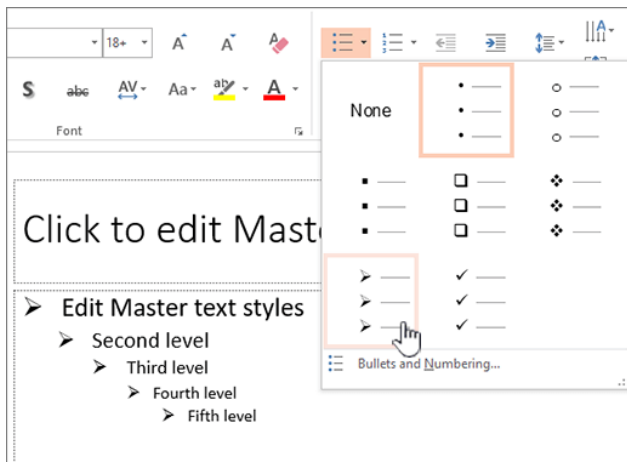 18+
A A A
S abc AV Aa ab A
Font
None
Click to edit Maste
Edit Master text styles
Second level
Third level
Fourth level
Fifth level
Bullets and Numbering...